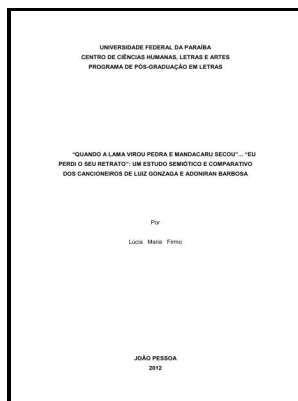 UNIVERSIDADE FEDERAL DA PARAÍBA
CENTRO DE CIÊNCIAS HUMANAS, LETRAS E ARTES
PROGRAMA DE PÓS-GRADUAÇÃO EM LETRAS
"QUANDO A LAMA VIROU PEDRA E MANDACARU SECOU"... "EU
PERDI O SEU RETRATO": UM ESTUDO SEMIÓTICO E COMPARATIVO
DOS CANCIONEIROS DE LUIZ GONZAGA E ADONIRAN BARBOSA
Por
Lúcia Maria Firmo
JOÃO PESSOA
2012